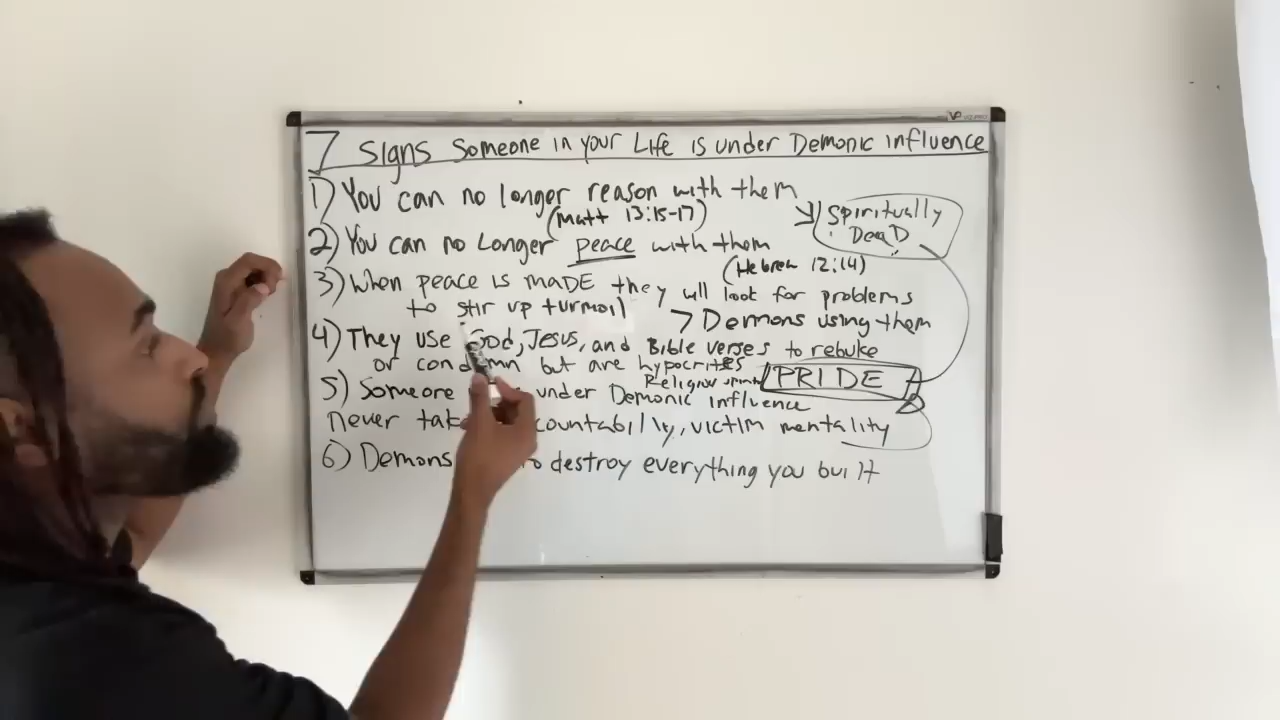 7 Signs Someone in your Life is under Demonic influence
1) You can no longer reason with them
(Matt 13:15-17)
Spiritually
Dead
2) You can no Longer peace with them
(Hebrew 12:14)
3) When peace is maDE they will look for problems
to stir up turmoil
> Demons using them
4) They use God, Jesus, and Bible verses to rebuke
or condemn but are hypocrites
Religious
PRIDE
5) Someone under Demonic influence
Never countability, victim mentality
6) Demons destroy everything you built